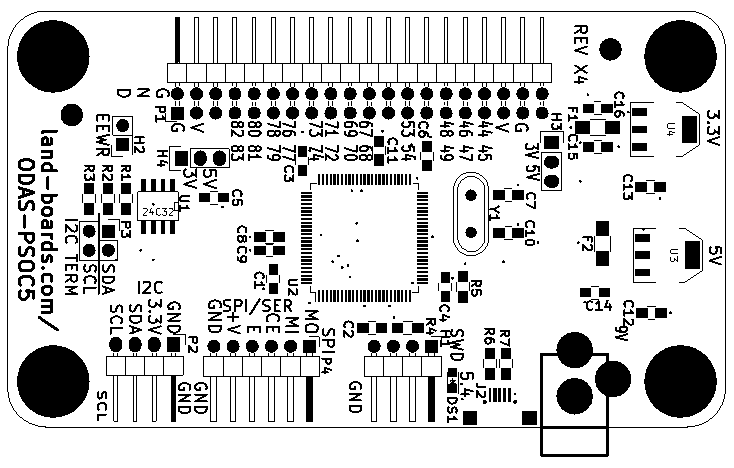 REV X4
D N G
P1
G V 82 80 78 76 73 71 69 67 53 C6 48 46 44 V G
83 81 79 77 74 72 70 68 54 49 47 45
EEWR
H2
H4
3V
5V
C3
C11
H3
3V 5V
F1
C15
C16
U4
3.3V
R3
R2
R1
24C32
U1
C5
Y1
C7
C10
C13
land-boards.com/
ODAS-PSOC5
I2C TERM
P3
SCL
SDA
C8
C9
C1
U2
F2
U3
5V
C4
R5
C14
C12
9V
I2C
SPI/SER
SCL
SDA
3.3V
GND
P2
GND
+V
E
CE
MI
MO
SPI
P4
C2
R4
H1
SWD
R6
R7
5.4
J2
DS1
SCL
GND
GND
GND